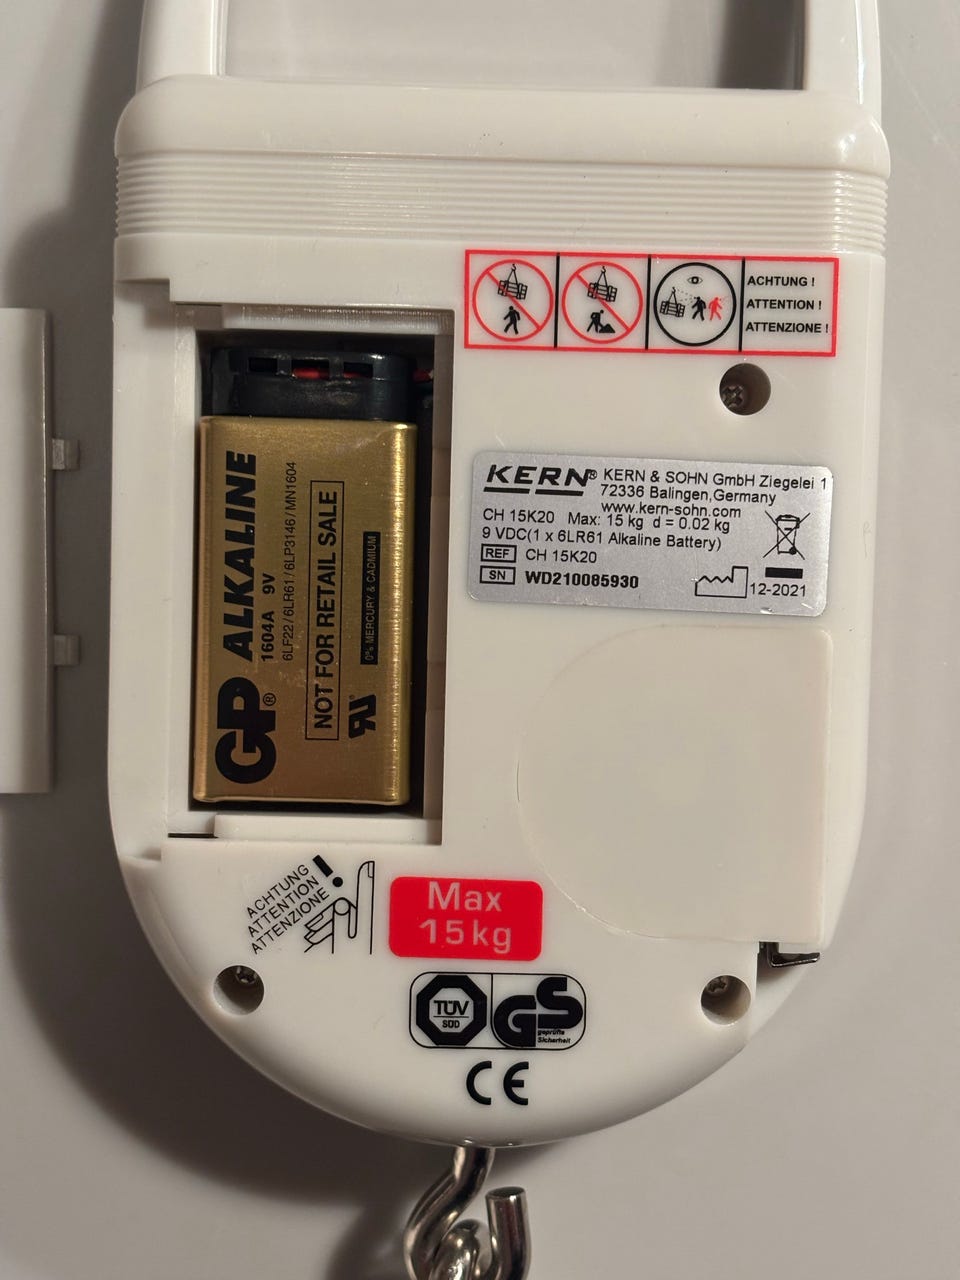 ACHTUNG !
ATTENTION !
ATTENZIONE !
KERN® KERN & SOHN GmbH Ziegelei 1
72336 Balingen,Germany
www.kern-sohn.com
CH 15K20 Max: 15 kg d = 0.02 kg
9 VDC(1 x 6LR61 Alkaline Battery)
REF CH 15K20
SN WD210085930
12-2021
GP® ALKALINE
1604A 9V
6LF22 / 6LR61 / 6LP3146 / MN1604
NOT FOR RETAIL SALE
0% MERCURY & CADMIUM
ACHTUNG
ATTENTION
ATTENZIONE
!
Max
15kg
TÜV
SÜD
GS
geprüfte
Sicherheit
CE